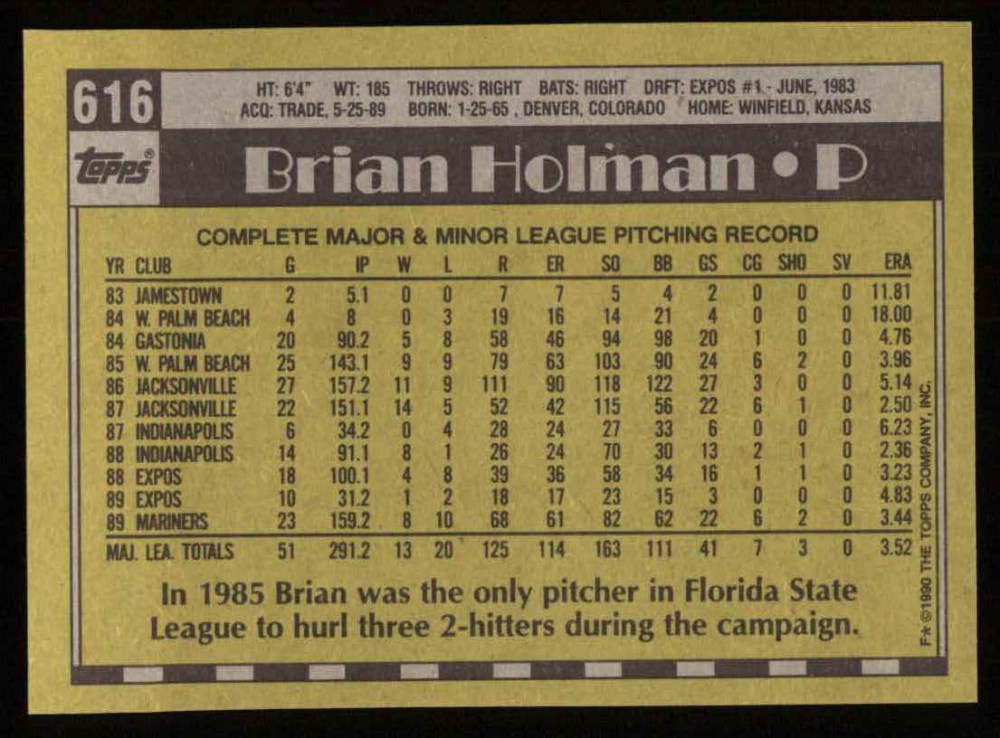 616
HT: 6'4" WT: 185 THROWS: RIGHT BATS: RIGHT DRFT: EXPOS #1 - JUNE, 1983
ACQ: TRADE, 5-25-89 BORN: 1-25-65 , DENVER, COLORADO HOME: WINFIELD, KANSAS
Topps®
Brian Holman • P
COMPLETE MAJOR & MINOR LEAGUE PITCHING RECORD
YR CLUB G IP W L R ER SO BB GS CG SHO SV ERA
83 JAMESTOWN 2 5.1 0 0 7 7 5 4 2 0 0 0 11.81
84 W. PALM BEACH 4 8 0 3 19 16 14 21 4 0 0 0 18.00
84 GASTONIA 20 90.2 5 8 58 46 94 98 20 1 0 0 4.76
85 W. PALM BEACH 25 143.1 9 9 79 63 103 90 24 6 2 0 3.96
86 JACKSONVILLE 27 157.2 11 9 111 90 118 122 27 3 0 0 5.14
87 JACKSONVILLE 22 151.1 14 5 52 42 115 56 22 6 1 0 2.50
87 INDIANAPOLIS 6 34.2 0 4 28 24 27 33 6 0 0 0 6.23
88 INDIANAPOLIS 14 91.1 8 1 26 24 70 30 13 2 1 0 2.36
88 EXPOS 18 100.1 4 8 39 36 58 34 16 1 1 0 3.23
89 EXPOS 10 31.2 1 2 18 17 23 15 3 0 0 0 4.83
89 MARINERS 23 159.2 8 10 68 61 82 62 22 6 2 0 3.44
MAJ. LEA. TOTALS 51 291.2 13 20 125 114 163 111 41 7 3 0 3.52
In 1985 Brian was the only pitcher in Florida State
League to hurl three 2-hitters during the campaign.
F* © 1990 THE TOPPS COMPANY, INC.